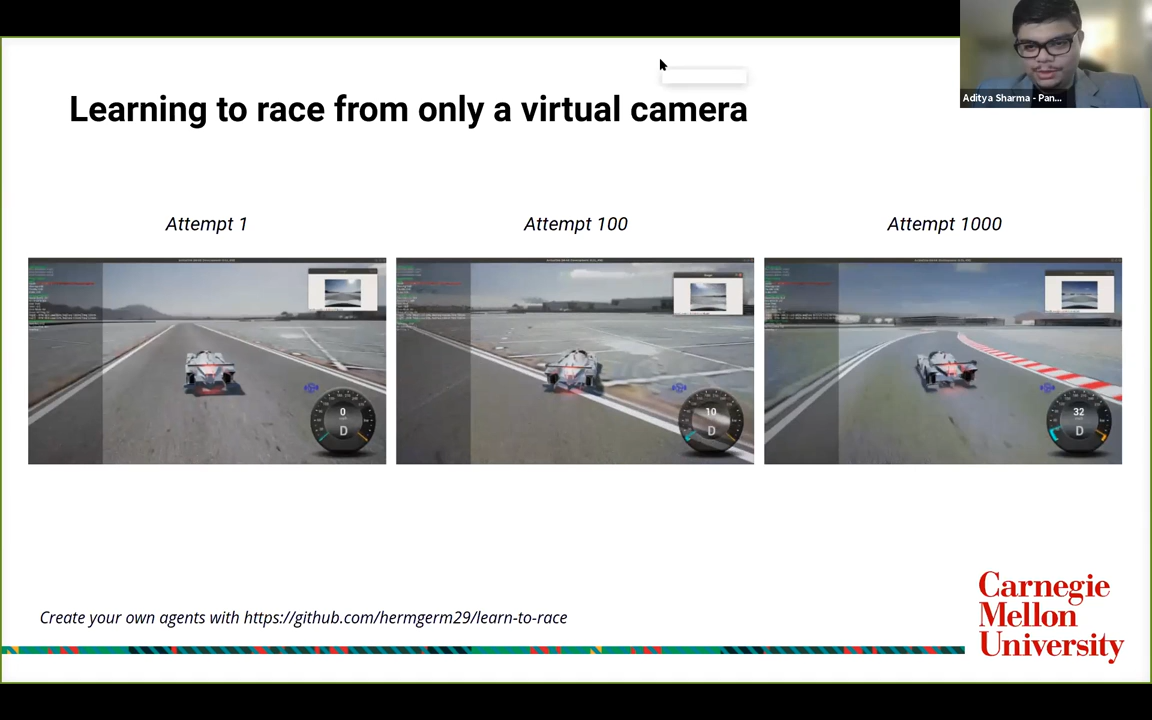 Aditya Sharma - Pan...
Learning to race from only a virtual camera
Attempt 1
Attempt 100
Attempt 1000
0
D
10
D
32
D
Create your own agents with https://github.com/hermgerm29/learn-to-race
Carnegie
Mellon
University